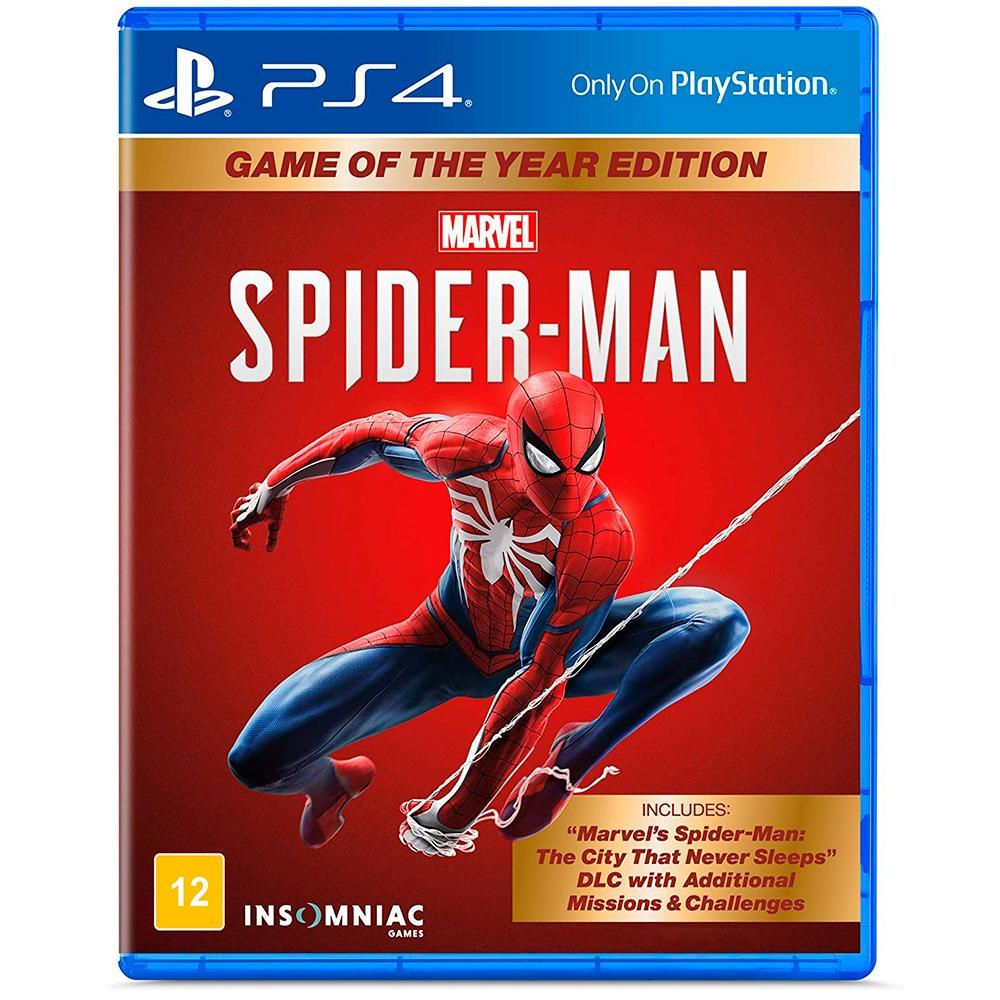 PS4
Only On PlayStation®
GAME OF THE YEAR EDITION
MARVEL
SPIDER-MAN
INCLUDES:
“Marvel's Spider-Man:
The City That Never Sleeps”
DLC with Additional
Missions & Challenges
12
INSOMNIAC
GAMES